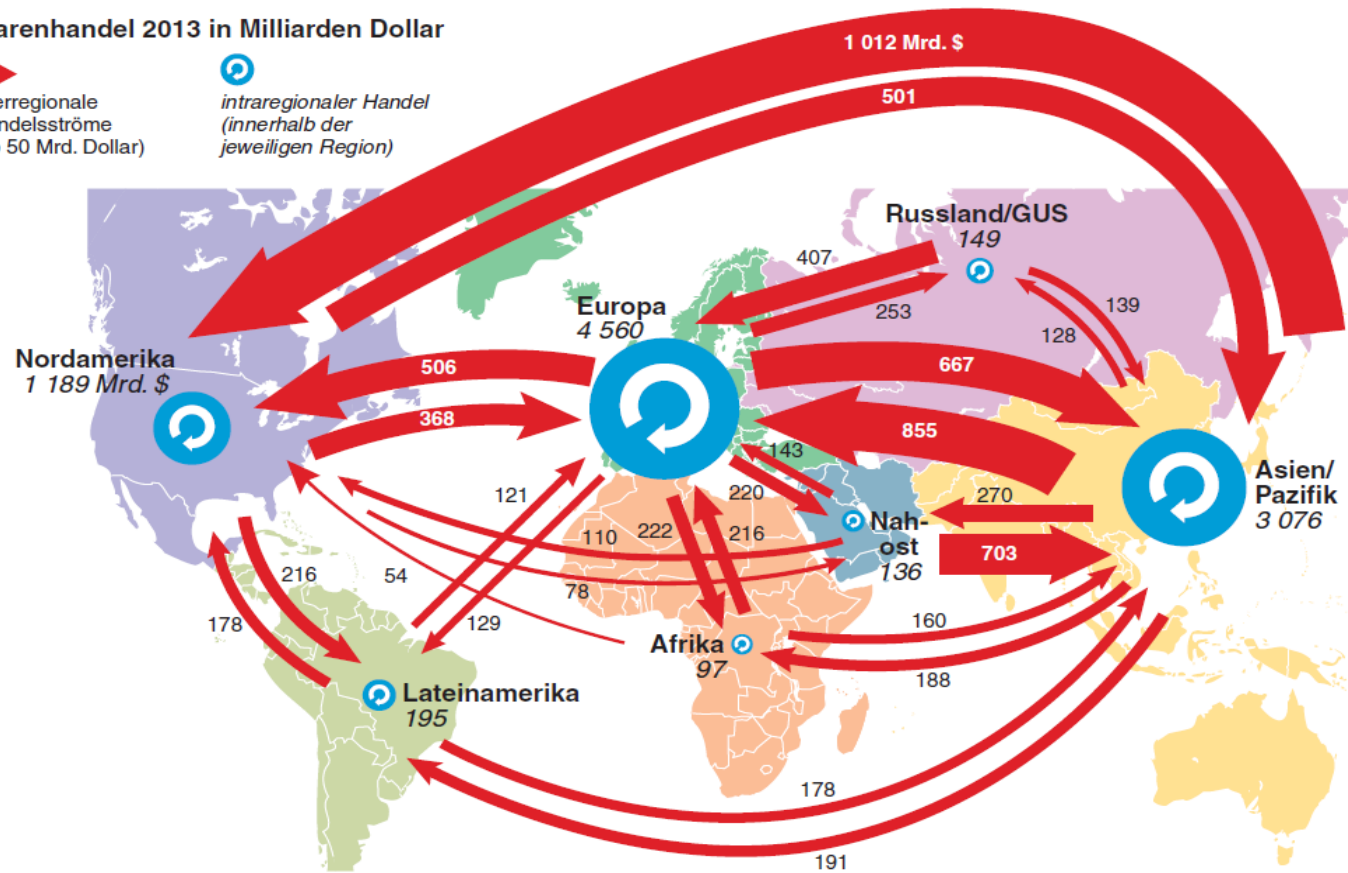 arenhandel 2013 in Milliarden Dollar
erregionale
ndelsströme
50 Mrd. Dollar)
intraregionaler Handel
(innerhalb der
jeweiligen Region)
1 012 Mrd. $
501
Russland/GUS
149
407
253
139
128
Europa
4 560
Nordamerika
1 189 Mrd. $
506
368
667
855
143
220
270
703
Asien/
Pazifik
3 076
Nah-
ost
136
121
110
222
216
216
54
78
129
178
160
188
Afrika
97
Lateinamerika
195
178
191